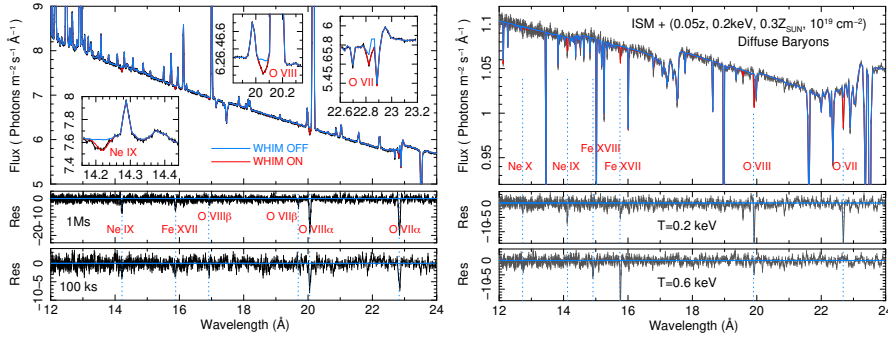 Flux ( Photons m⁻² s⁻¹ Å⁻¹)
9
8
7
6
5
7.4 7.6 7.8 8
14.2 14.3 14.4
Ne IX
6.2 6.4 6.6
20 20.2
O VIII
5.4 5.6 5.8 6
22.6 22.8 23 23.2
O VII
WHIM OFF
WHIM ON
Res
0
−10
−20
1Ms
Ne IX
Fe XVII
O VIIIβ
O VIIβ
O VIIIα
O VIIα
Res
0
−5
−10
100 ks
12 14 16 18 20 22 24
Wavelength (Å)
Flux ( Photons m⁻² s⁻¹ Å⁻¹)
1.1
1.05
1
0.95
ISM + (0.05z, 0.2keV, 0.3Z_SUN, 10¹⁹ cm⁻²)
Diffuse Baryons
Ne X
Ne IX
Fe XVIII
Fe XVII
O VIII
O VII
Res
0
−5
−10
T=0.2 keV
Res
0
−5
−10
T=0.6 keV
12 14 16 18 20 22 24
Wavelength (Å)